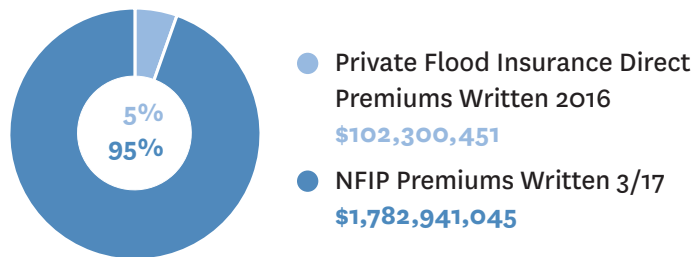 5%
95%
Private Flood Insurance Direct
Premiums Written 2016
$102,300,451
NFIP Premiums Written 3/17
$1,782,941,045